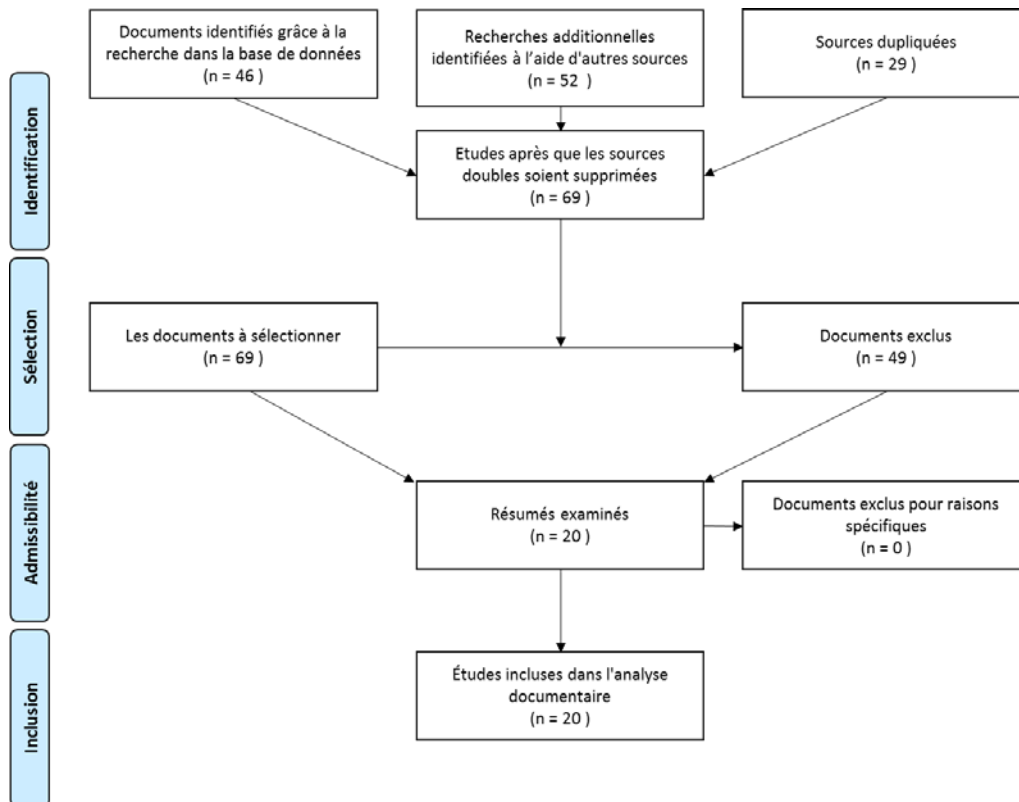 Documents identifiés grâce à la
recherche dans la base de données
(n = 46 )
Recherches additionnelles
identifiées à l'aide d'autres sources
(n = 52 )
Sources dupliquées
(n = 29 )
Identification
Etudes après que les sources
doubles soient supprimées
(n = 69 )
Sélection
Les documents à sélectionner
(n = 69 )
Documents exclus
(n = 49 )
Admissibilité
Résumés examinés
(n = 20 )
Documents exclus pour raisons
spécifiques
(n = 0 )
Inclusion
Études incluses dans l'analyse
documentaire
(n = 20 )